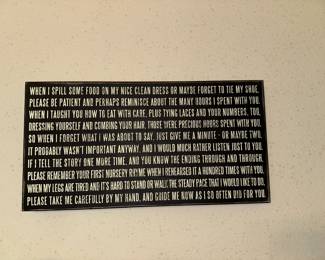 WHEN I SPILL SOME FOOD ON MY NICE CLEAN DRESS OR MAYBE FORGET TO TIE MY SHOE,
PLEASE BE PATIENT AND PERHAPS REMINISCE ABOUT THE MANY HOURS I SPENT WITH YOU.
WHEN I TAUGHT YOU HOW TO EAT WITH CARE, PLUS TYING LACES AND YOUR NUMBERS, TOO.
DRESSING YOURSELF AND COMBING YOUR HAIR, THOSE WERE PRECIOUS HOURS SPENT WITH YOU.
SO WHEN I FORGET WHAT I WAS ABOUT TO SAY, JUST GIVE ME A MINUTE - OR MAYBE TWO.
IT PROBABLY WASN'T IMPORTANT ANYWAY, AND I WOULD MUCH RATHER LISTEN JUST TO YOU.
IF I TELL THE STORY ONE MORE TIME, AND YOU KNOW THE ENDING THROUGH AND THROUGH,
PLEASE REMEMBER YOUR FIRST NURSERY RHYME WHEN I REHEARSED IT A HUNDRED TIMES WITH YOU.
WHEN MY LEGS ARE TIRED AND IT'S HARD TO STAND OR WALK THE STEADY PACE THAT I WOULD LIKE TO DO,
PLEASE TAKE ME CAREFULLY BY MY HAND, AND GUIDE ME NOW AS I SO OFTEN DID FOR YOU.